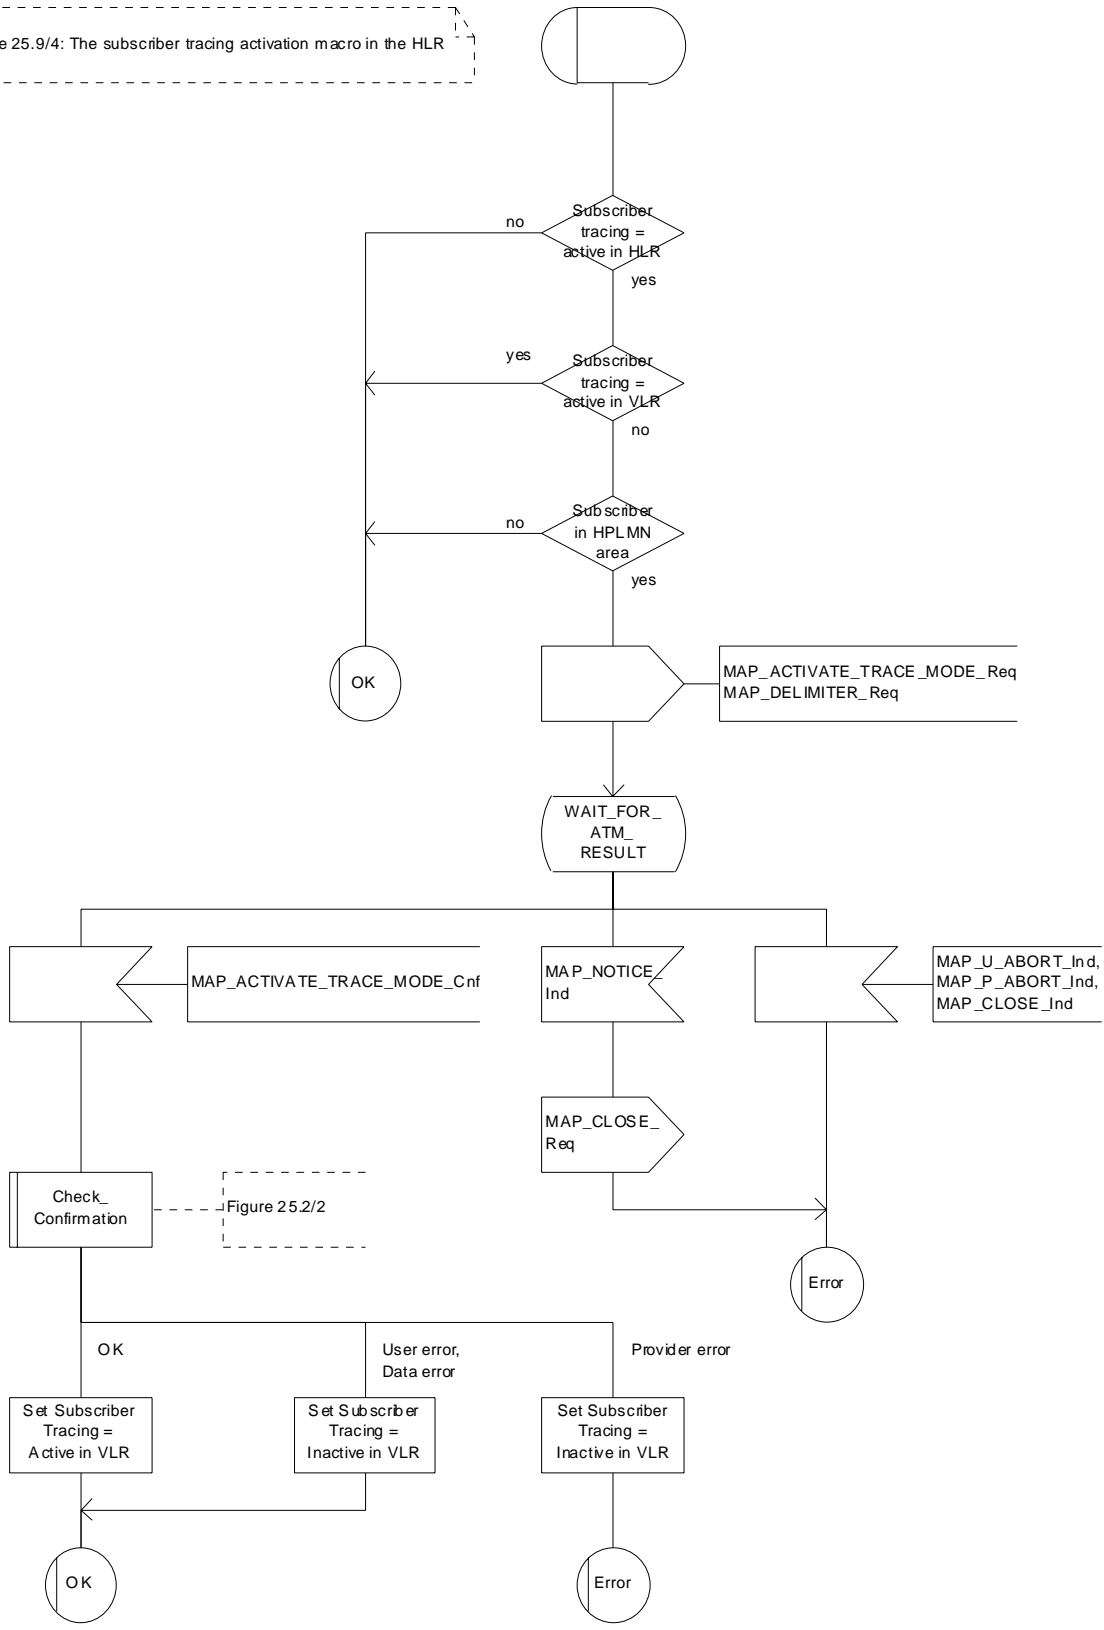 e 25.9/4: The subscriber tracing activation macro in the HLR
Subscriber
tracing =
active in HLR
no
yes
Subscriber
tracing =
active in VLR
yes
no
Subscriber
in HPLMN
area
no
yes
OK
MAP_ACTIVATE_TRACE_MODE_Req
MAP_DELIMITER_Req
WAIT_FOR_
ATM_
RESULT
MAP_ACTIVATE_TRACE_MODE_Cnf
MAP_NOTICE_
Ind
MAP_U_ABORT_Ind,
MAP_P_ABORT_Ind,
MAP_CLOSE_Ind
MAP_CLOSE_
Req
Check_
Confirmation
Figure 25.2/2
Error
OK
User error,
Data error
Provider error
Set Subscriber
Tracing =
Active in VLR
Set Subscriber
Tracing =
Inactive in VLR
Set Subscriber
Tracing =
Inactive in VLR
OK
Error